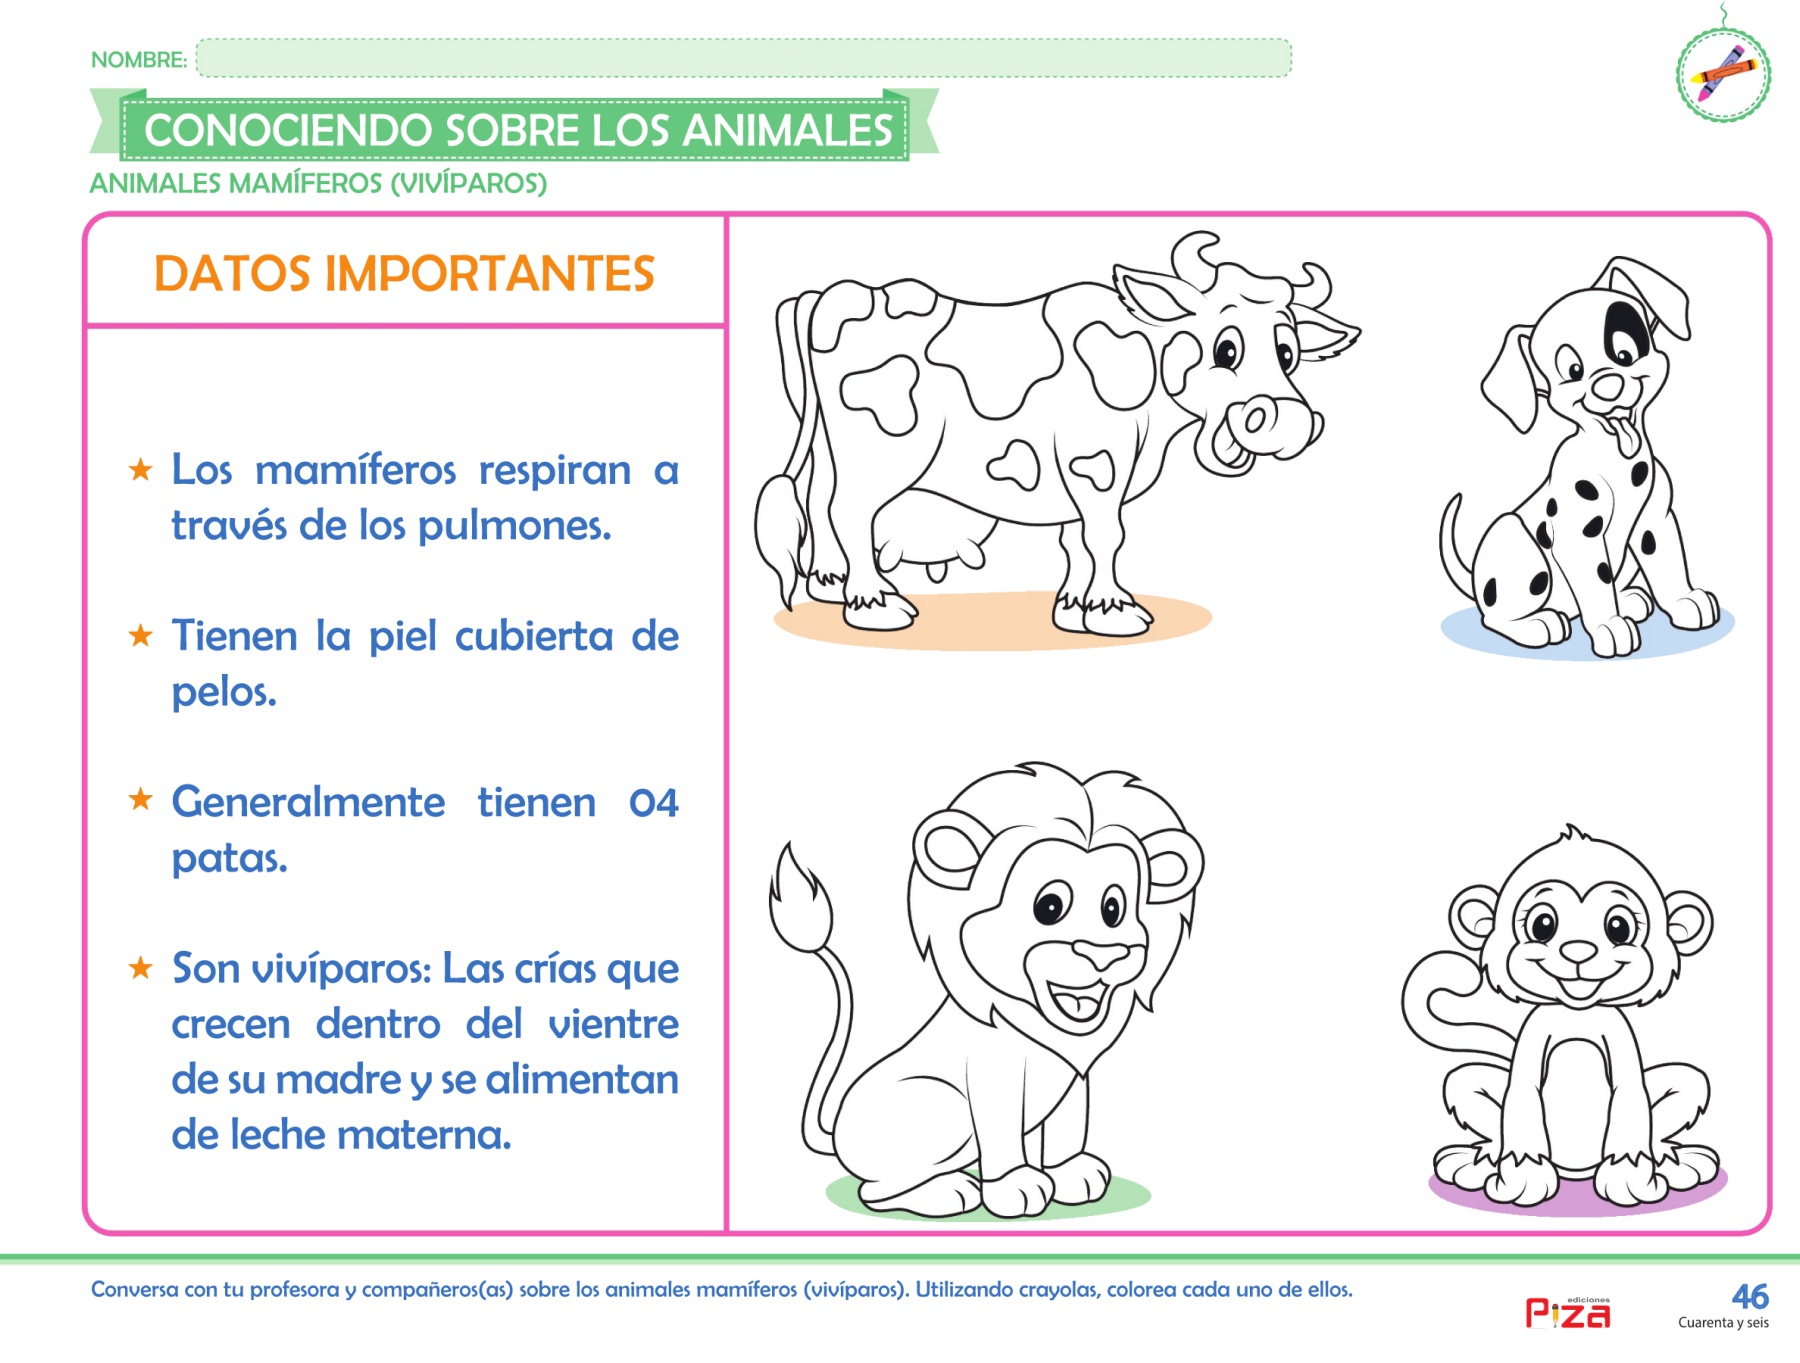 NOMBRE:
CONOCIENDO SOBRE LOS ANIMALES
ANIMALES MAMÍFEROS (VIVÍPAROS)
DATOS IMPORTANTES
Los mamíferos respiran a
través de los pulmones.
Tienen la piel cubierta de
pelos.
Generalmente tienen 04
patas.
Son vivíparos: Las crías que
crecen dentro del vientre
de su madre y se alimentan
de leche materna.
Conversa con tu profesora y compañeros(as) sobre los animales mamíferos (vivíparos). Utilizando crayolas, colorea cada uno de ellos.
ediciones
Piza
46
Cuarenta y seis